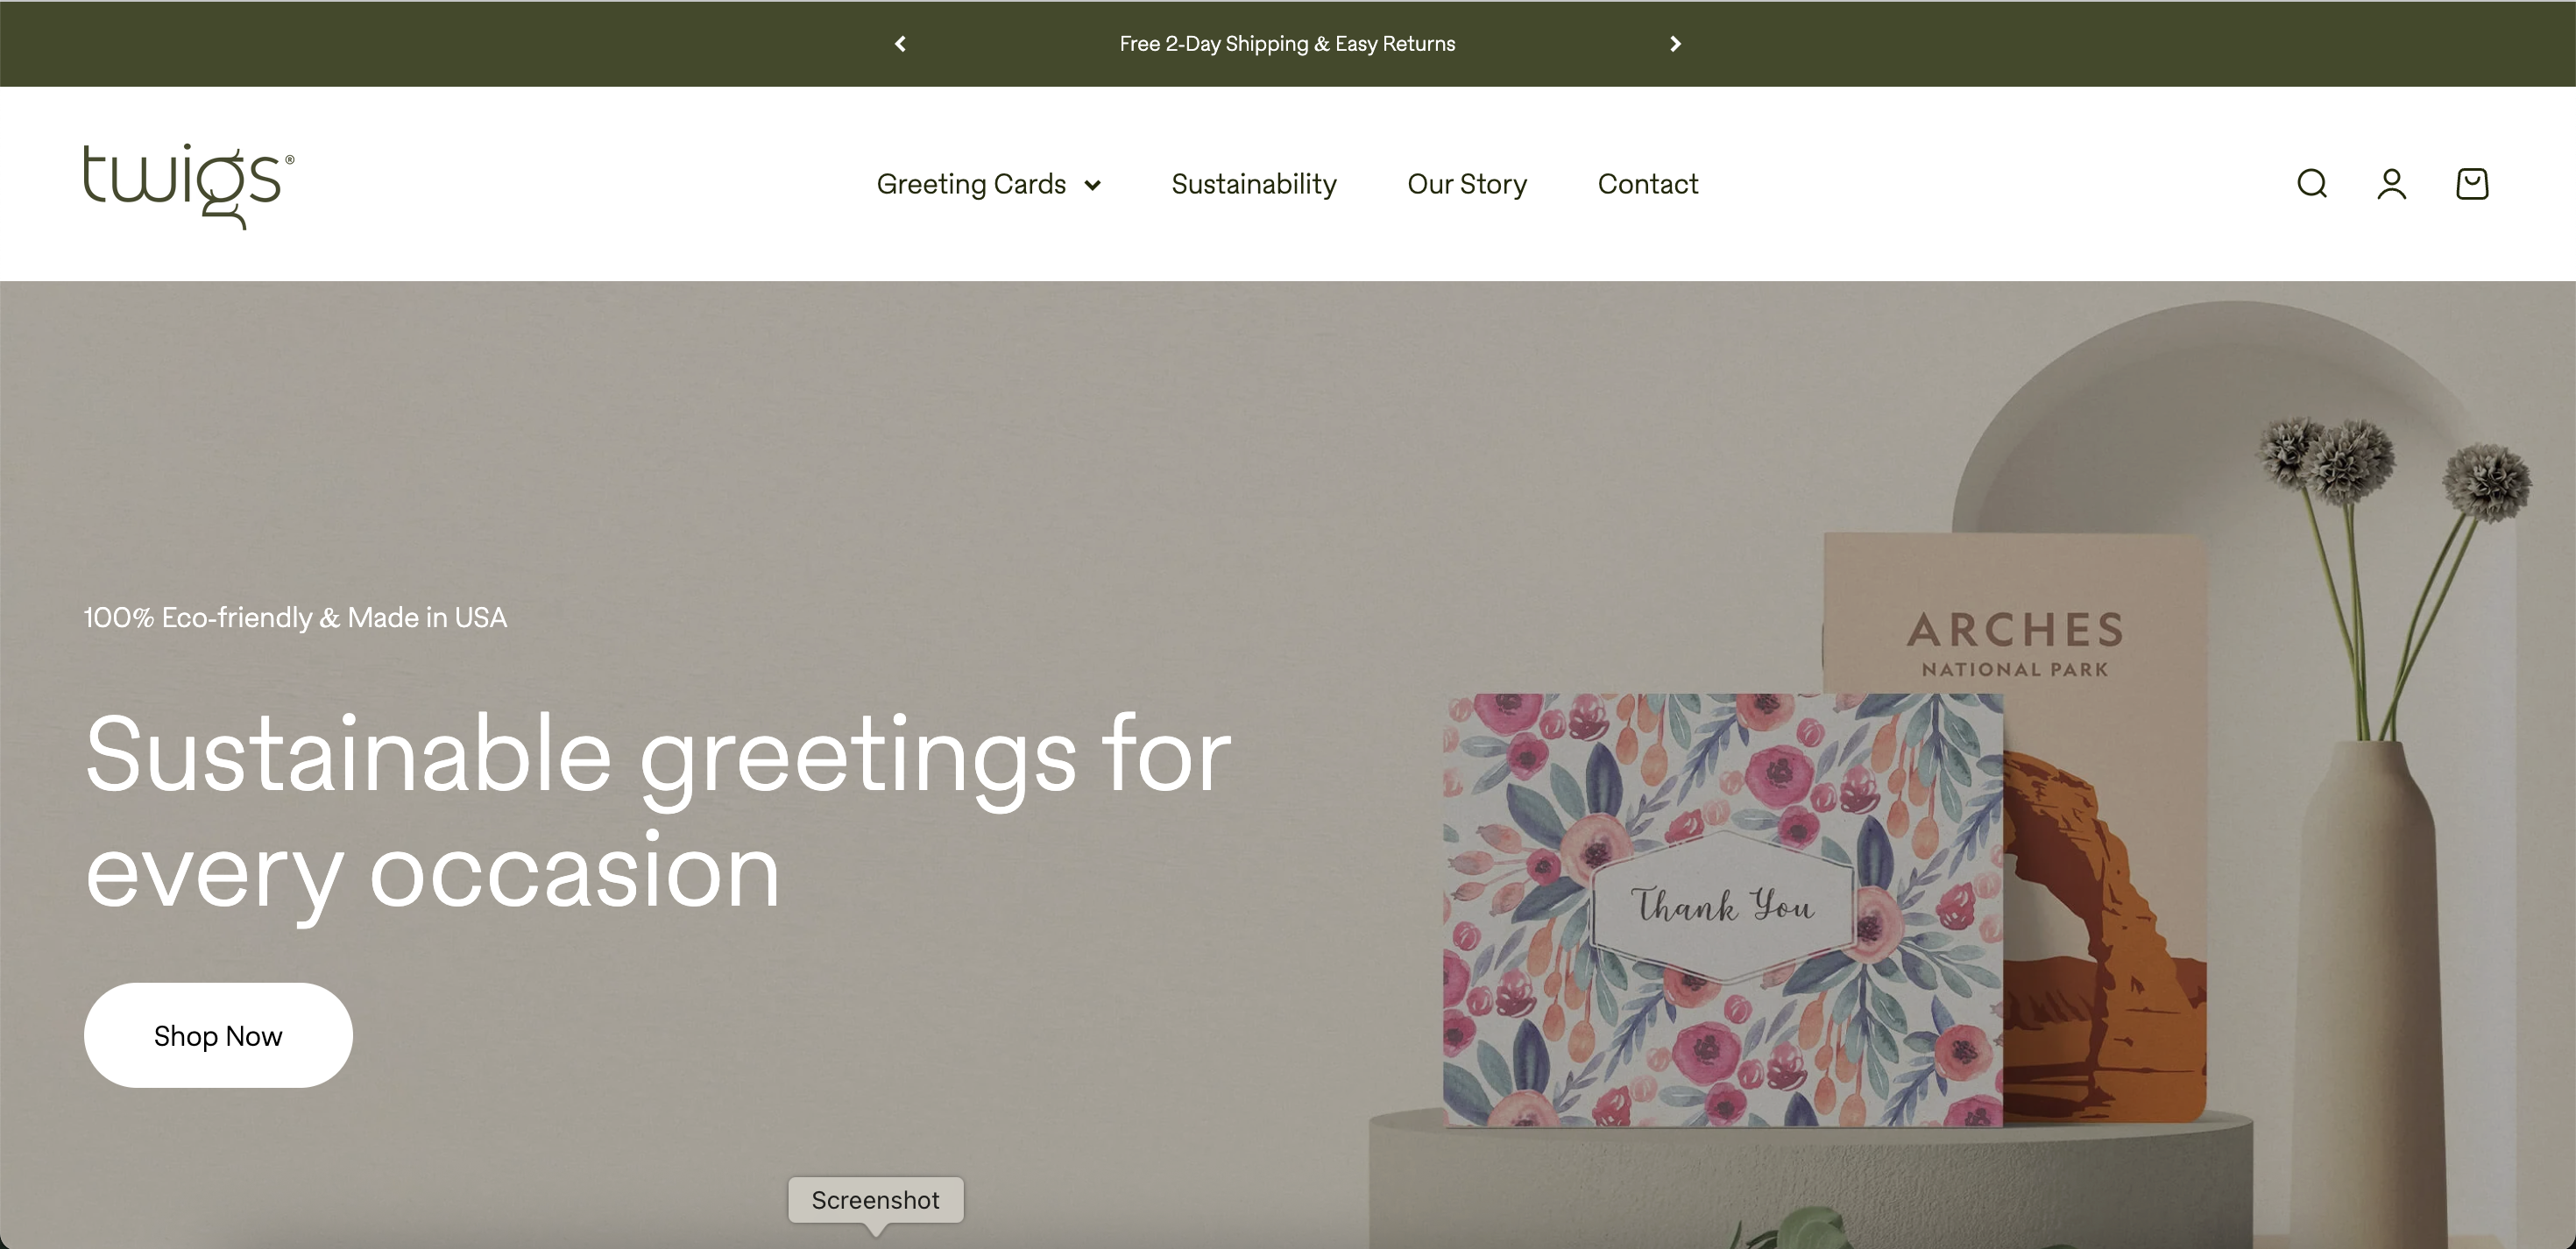 Free 2-Day Shipping & Easy Returns
twigs®
Greeting Cards
Sustainability
Our Story
Contact
100% Eco-friendly & Made in USA
Sustainable greetings for
every occasion
Shop Now
ARCHES
NATIONAL PARK
Thank You
Screenshot